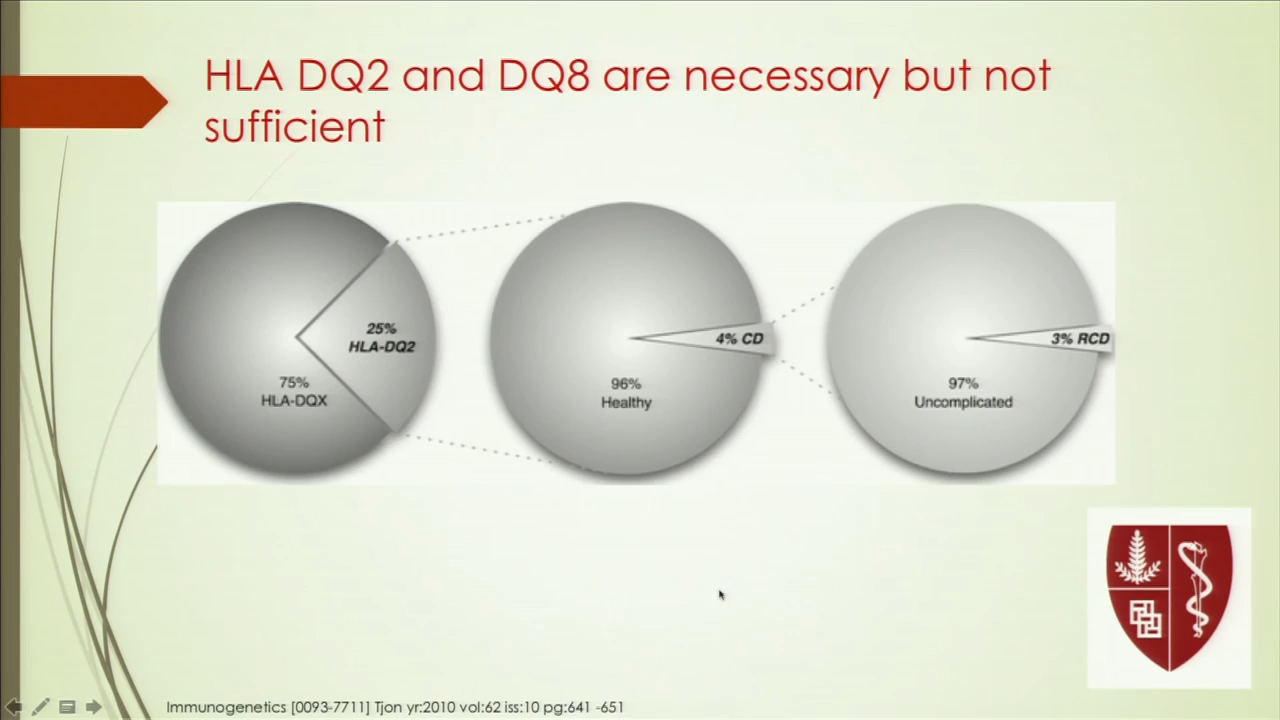 HLA DQ2 and DQ8 are necessary but not
sufficient
25%
HLA-DQ2
75%
HLA-DQX
4% CD
96%
Healthy
3% RCD
97%
Uncomplicated
Immunogenetics [0093-7711] Tjon yr:2010 vol:62 iss:10 pg:641 -651